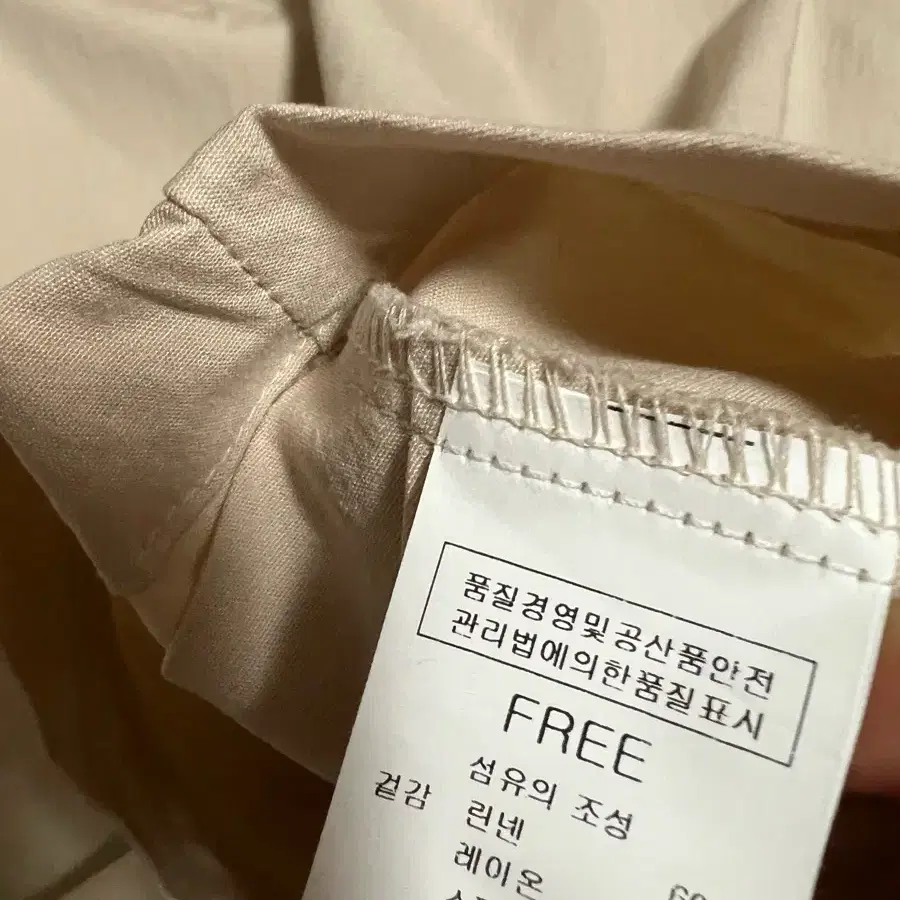 품질경영및공산품안전
관리법에의한품질표시
FREE
섬유의 조성
겉감 린넨
레이온